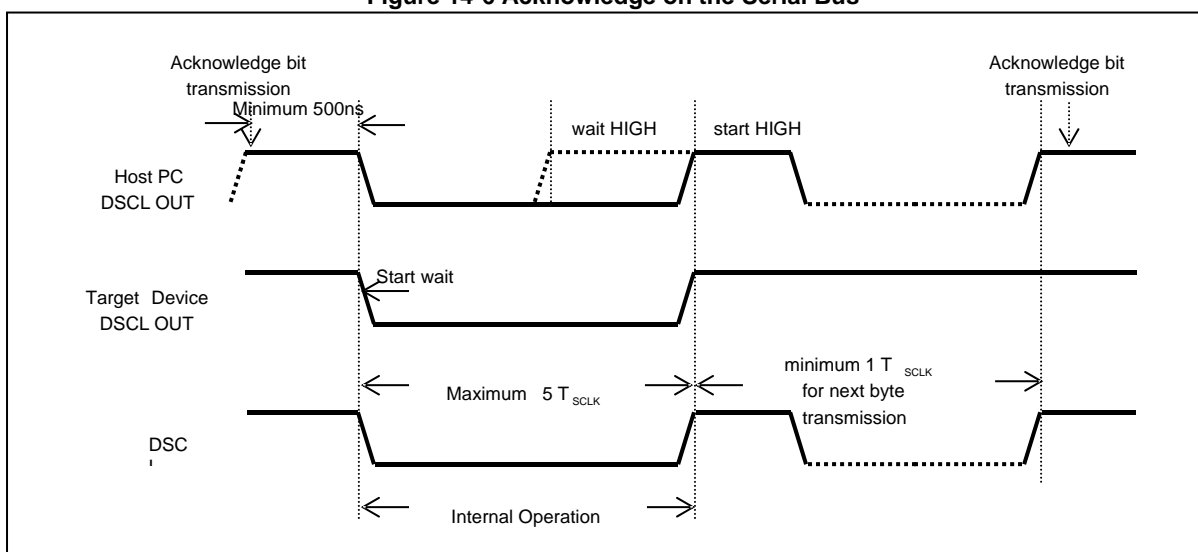 Figure 14-6 Acknowledge on the Serial Bus
Acknowledge bit
transmission
Minimum 500ns
Acknowledge bit
transmission
wait HIGH
start HIGH
Host PC
DSCL OUT
Start wait
Target Device
DSCL OUT
Maximum 5 T SCLK
minimum 1 T SCLK
for next byte
transmission
DSC
Internal Operation